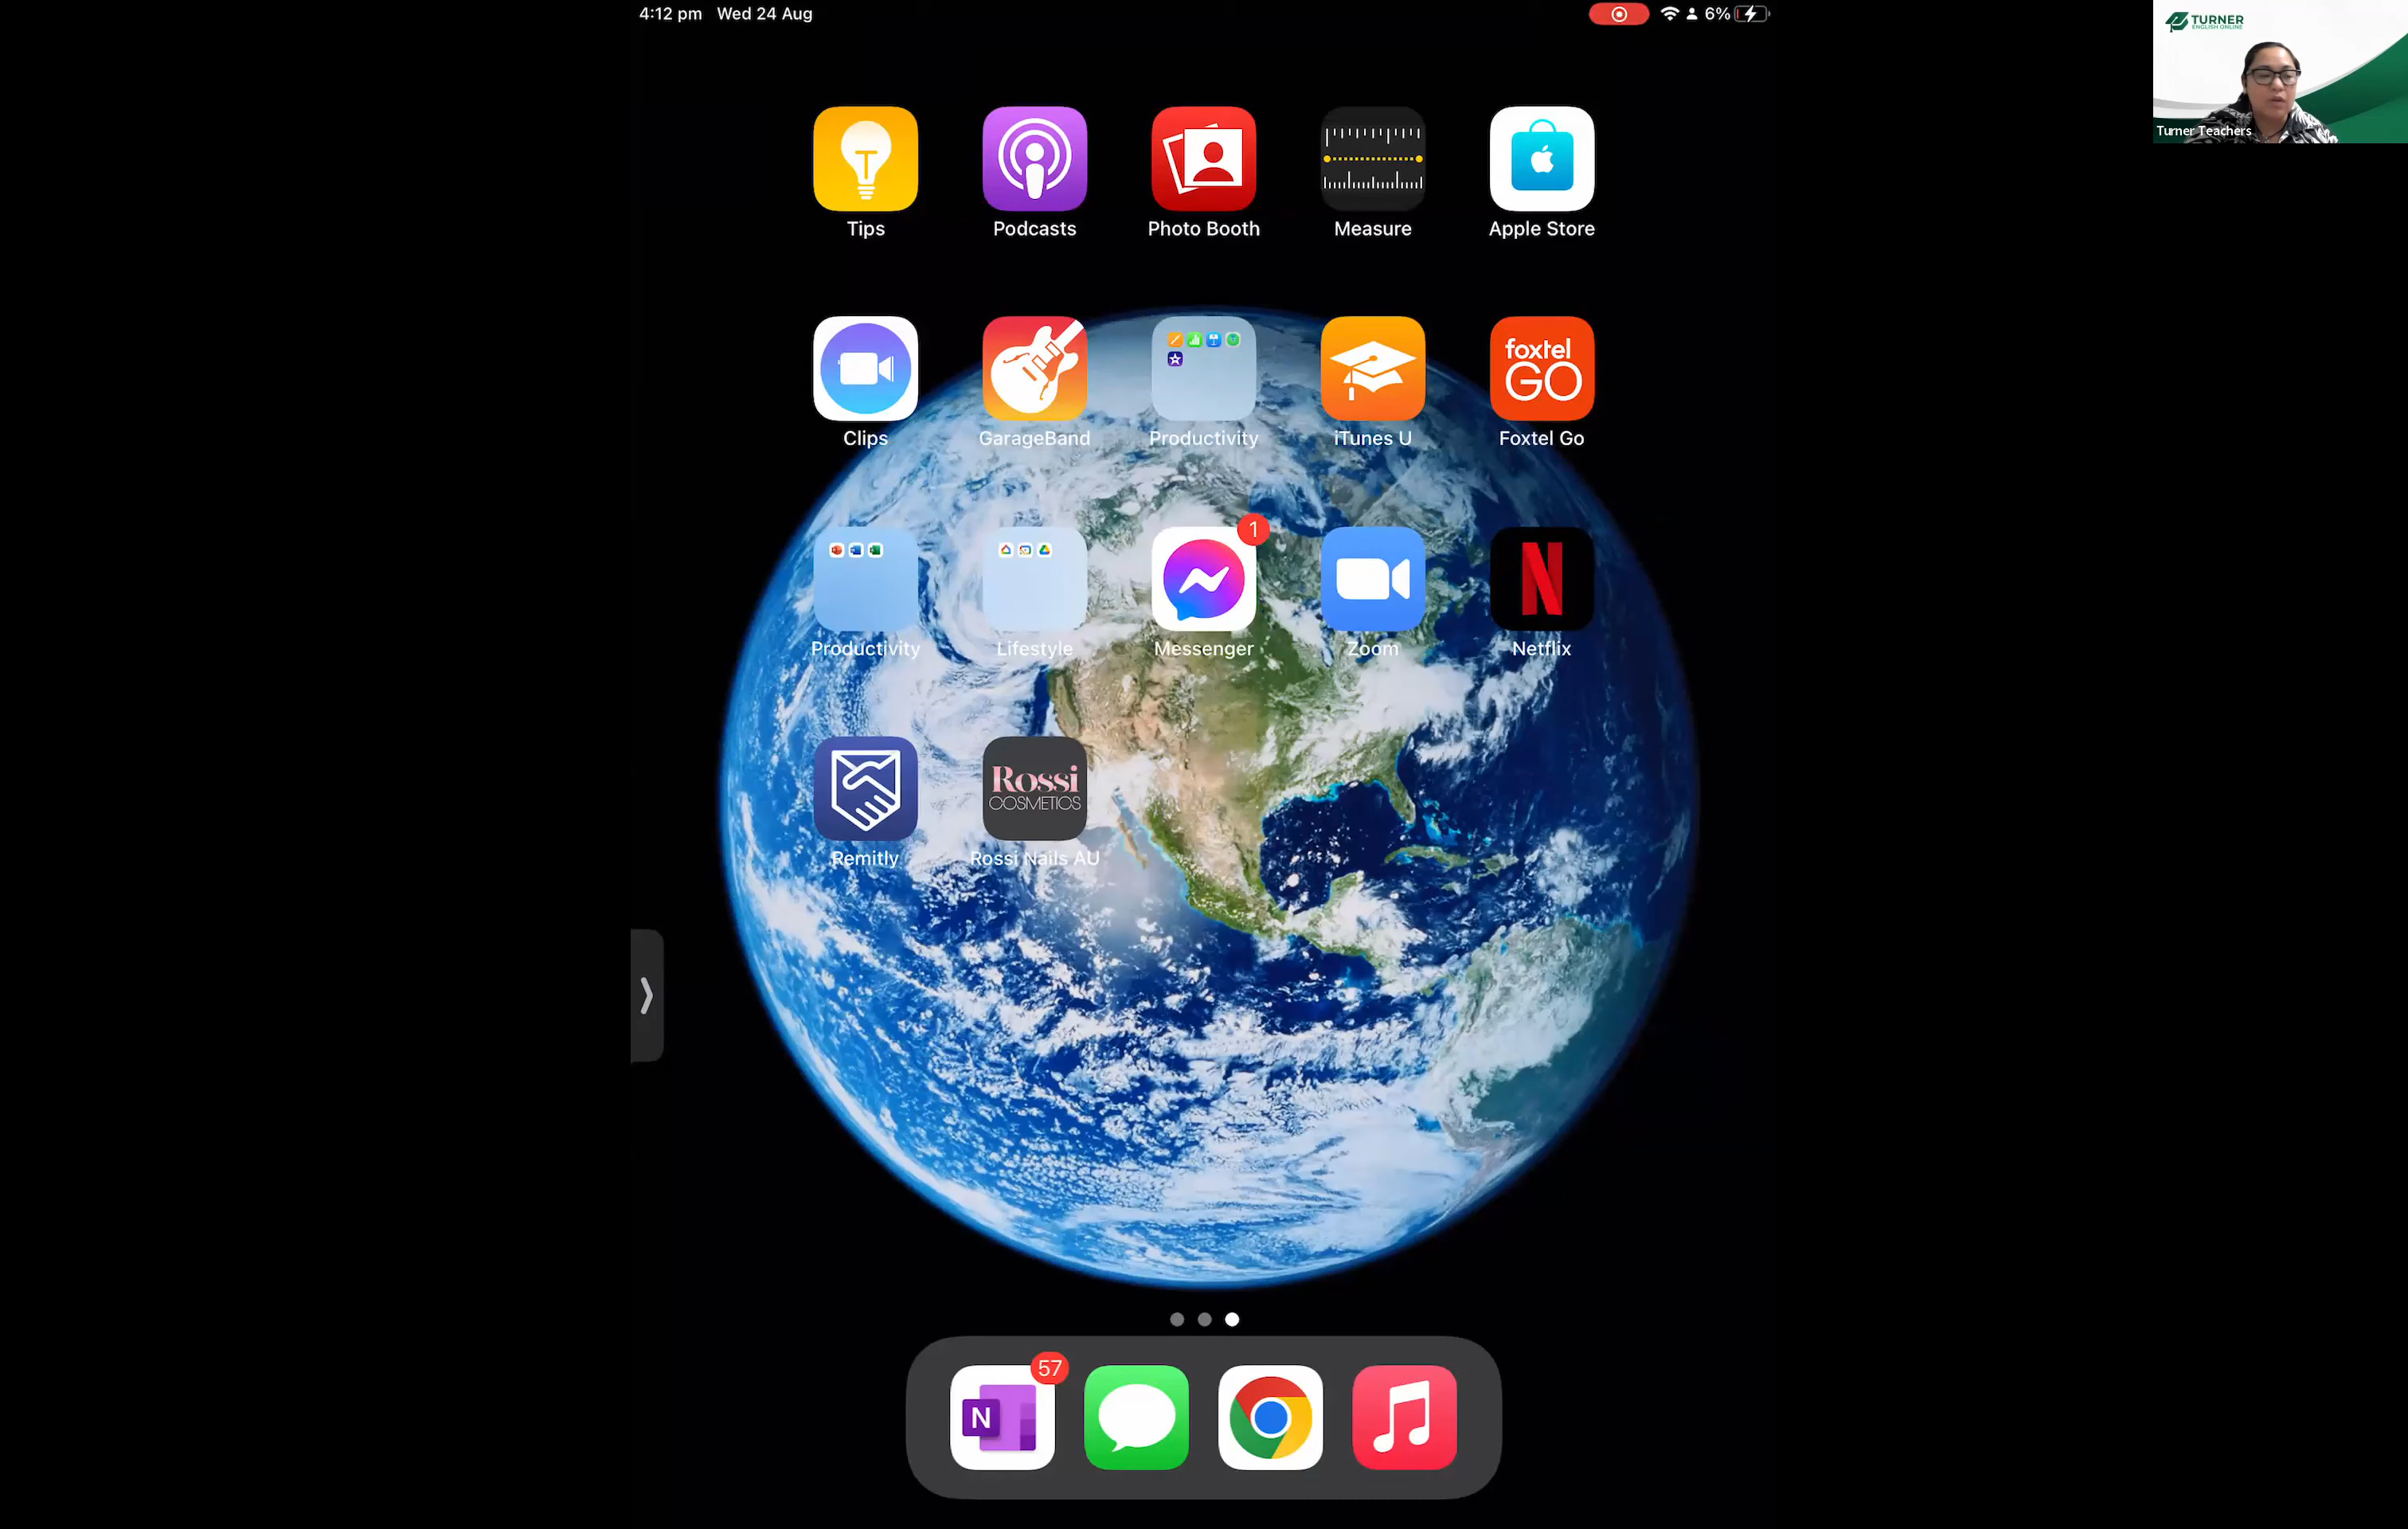 4:12 pm Wed 24 Aug
6%
TURNER
ENGLISH ONLINE
Turner Teachers
Tips
Podcasts
Photo Booth
Measure
Apple Store
foxtel
GO
Clips
GarageBand
Productivity
iTunes U
Foxtel Go
1
N
Productivity
Lifestyle
Messenger
Zoom
Netflix
Rossi
COSMETICS
Remitly
Rossi Nails AU
57
N